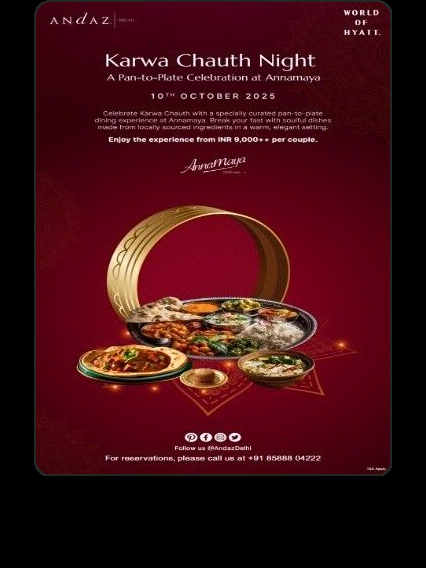 ANdAZ DELHI
WORLD
OF
HYATT.
Karwa Chauth Night
A Pan-to-Plate Celebration at Annamaya
10TH OCTOBER 2025
Celebrate Karwa Chauth with a specially curated pan-to-plate
dining experience at Annamaya. Break your fast with soulful dishes
made from locally sourced ingredients in a warm, elegant setting.
Enjoy the experience from INR 9,000++ per couple.
AnnaMaya
Follow us @AndazDelhi
For reservations, please call us at +91 85888 04222
T&C Apply